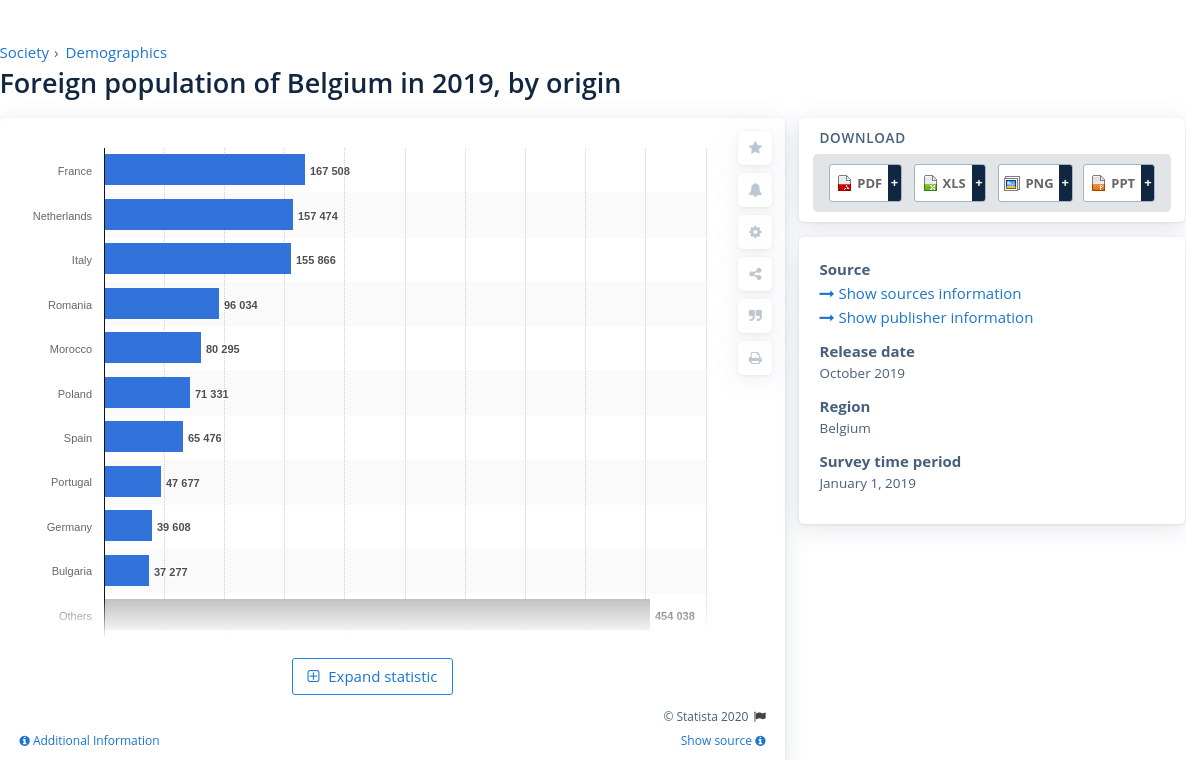 Society › Demographics
Foreign population of Belgium in 2019, by origin
France 167 508
Netherlands 157 474
Italy 155 866
Romania 96 034
Morocco 80 295
Poland 71 331
Spain 65 476
Portugal 47 677
Germany 39 608
Bulgaria 37 277
Others 454 038
Expand statistic
© Statista 2020
Additional Information
Show source
DOWNLOAD
PDF + XLS + PNG + PPT +
Source
Show sources information
Show publisher information
Release date
October 2019
Region
Belgium
Survey time period
January 1, 2019